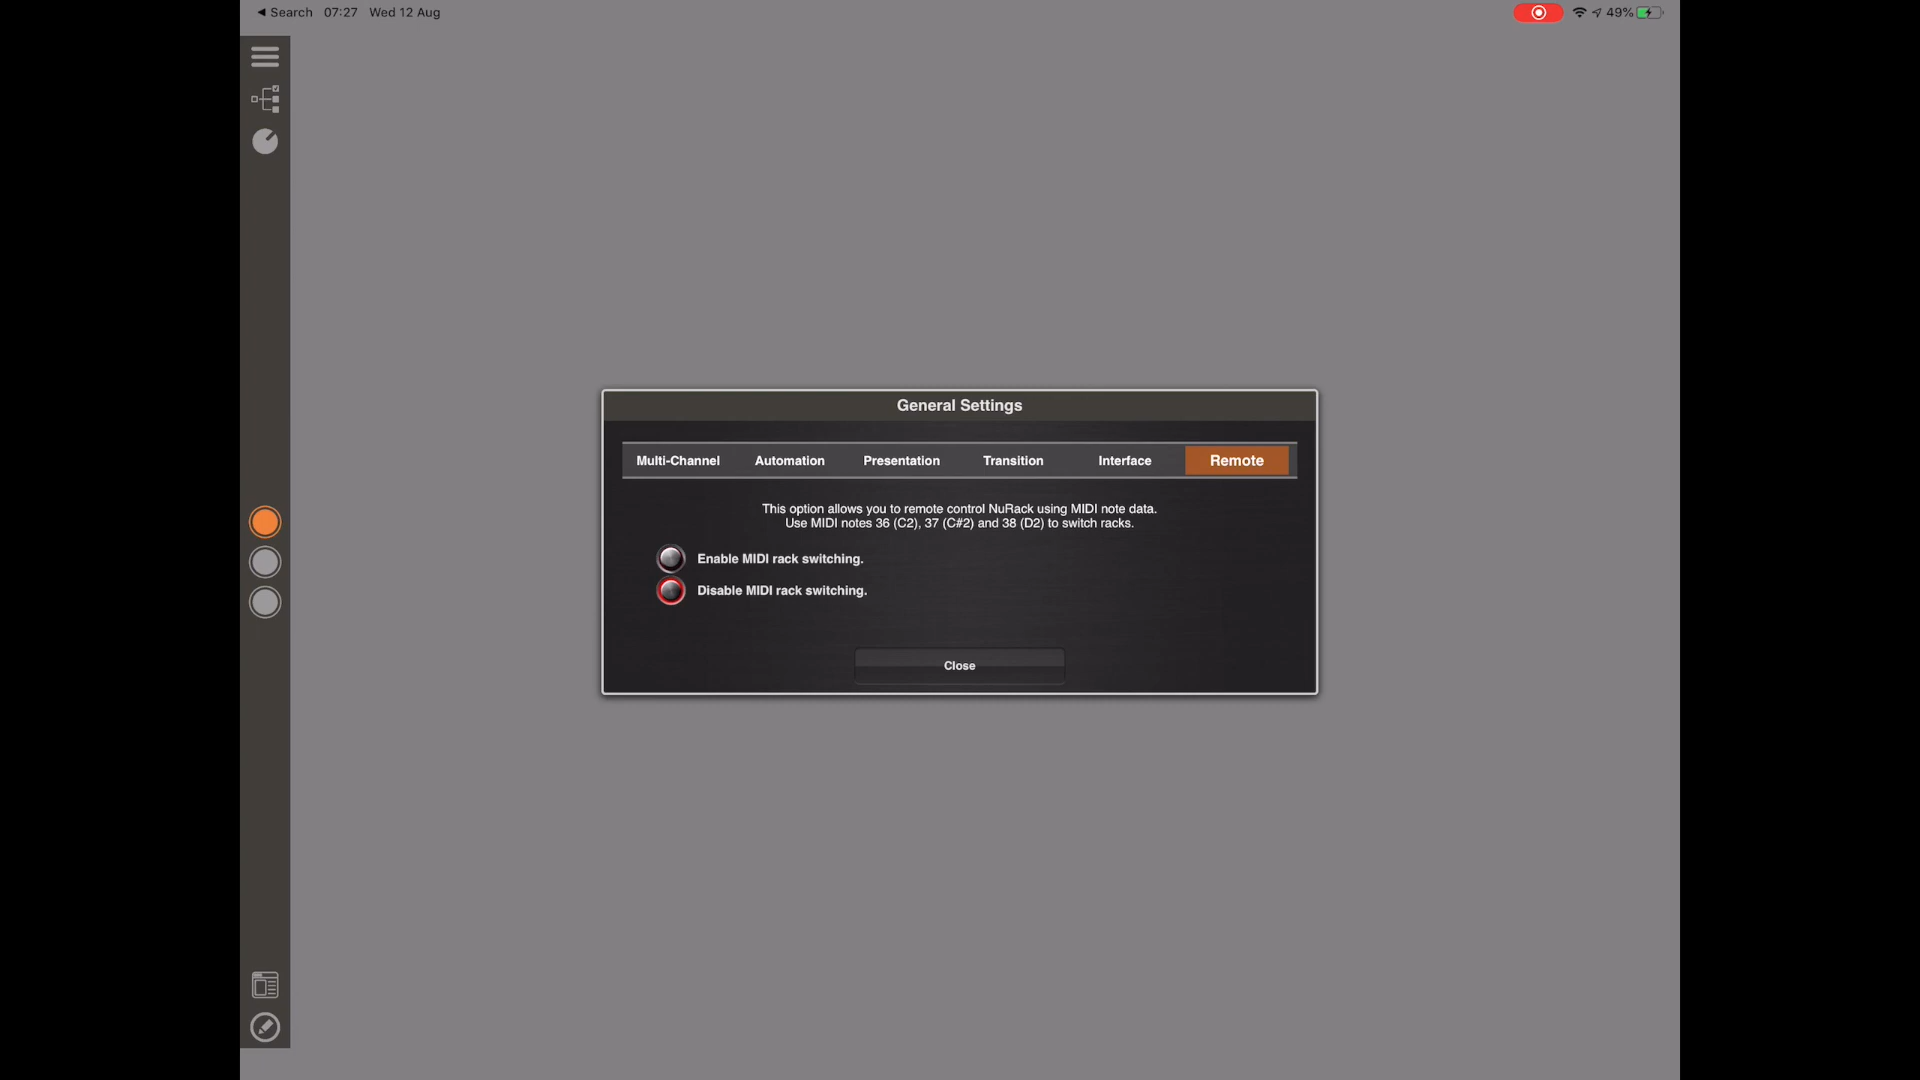 Search 07:27 Wed 12 Aug 49%
General Settings
Multi-Channel Automation Presentation Transition Interface Remote
This option allows you to remote control NuRack using MIDI note data.
Use MIDI notes 36 (C2), 37 (C#2) and 38 (D2) to switch racks.
Enable MIDI rack switching.
Disable MIDI rack switching.
Close